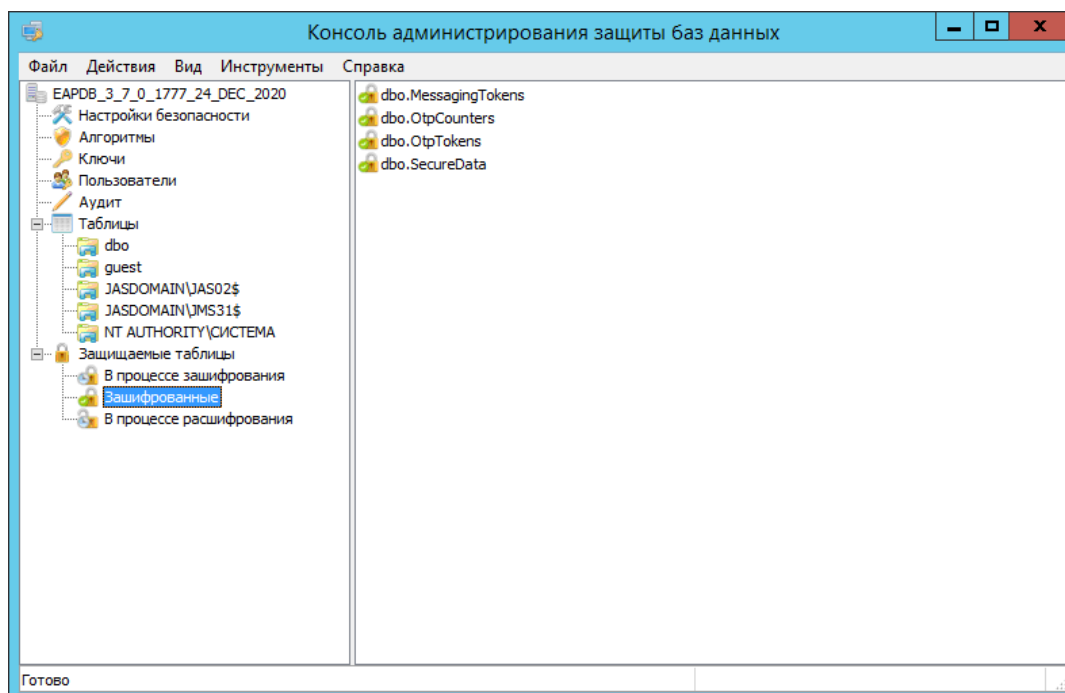 Консоль администрирования защиты баз данных
Файл Действия Вид Инструменты Справка
EAPDB_3_7_0_1777_24_DEC_2020
Настройки безопасности
Алгоритмы
Ключи
Пользователи
Аудит
Таблицы
dbo
guest
JASDOMAIN\JAS02$
JASDOMAIN\JMS31$
NT AUTHORITY\СИСТЕМА
Защищаемые таблицы
В процессе зашифрования
Зашифрованные
В процессе расшифрования
dbo.MessagingTokens
dbo.OtpCounters
dbo.OtpTokens
dbo.SecureData
Готово